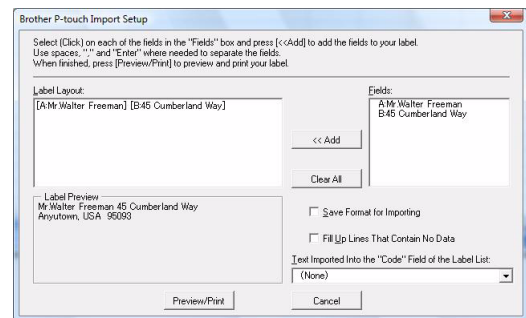 Brother P-touch Import Setup
Select (Click) on each of the fields in the "Fields" box and press [<<Add] to add the fields to your label.
Use spaces, "," and "Enter" where needed to separate the fields.
When finished, press [Preview/Print] to preview and print your label.
Label Layout:
[A:Mr.Walter Freeman] [B:45 Cumberland Way]
Fields:
A:Mr.Walter Freeman
B:45 Cumberland Way
<< Add
Clear All
Label Preview
Mr.Walter Freeman 45 Cumberland Way
Anyutown, USA 95093
Save Format for Importing
Fill Up Lines That Contain No Data
Text Imported Into the "Code" Field of the Label List:
(None)
Preview/Print
Cancel